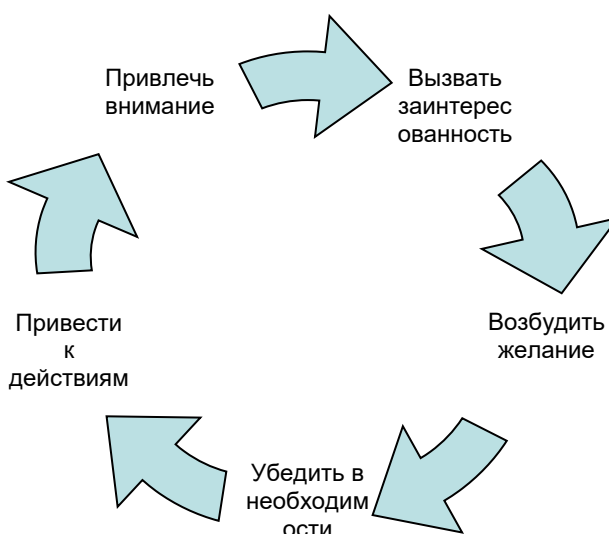 Привлечь
внимание
Вызвать
заинтерес
ованность
Возбудить
желание
Убедить в
необходим
ости
Привести
к
действиям